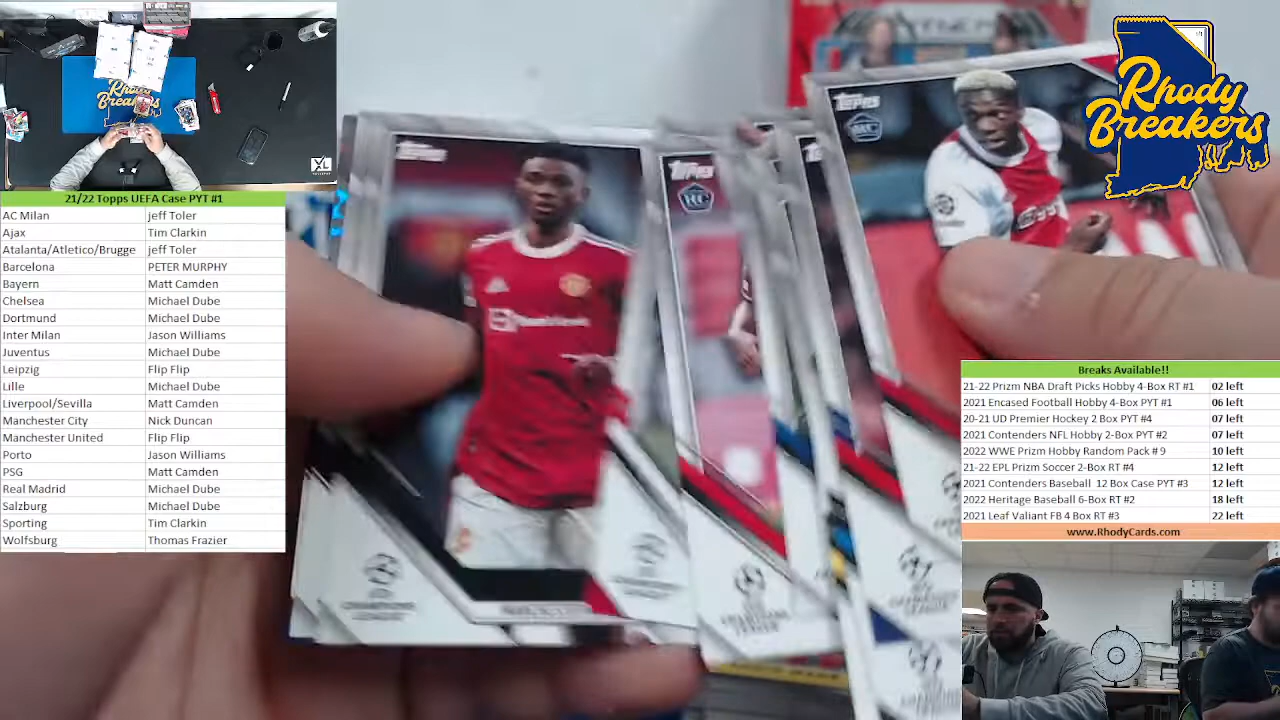 21/22 Topps UEFA Case PYT #1
AC Milan jeff Toler
Ajax Tim Clarkin
Atalanta/Atletico/Brugge jeff Toler
Barcelona PETER MURPHY
Bayern Matt Camden
Chelsea Michael Dube
Dortmund Michael Dube
Inter Milan Jason Williams
Juventus Michael Dube
Leipzig Flip Flip
Lille Michael Dube
Liverpool/Sevilla Matt Camden
Manchester City Nick Duncan
Manchester United Flip Flip
Porto Jason Williams
PSG Matt Camden
Real Madrid Michael Dube
Salzburg Michael Dube
Sporting Tim Clarkin
Wolfsburg Thomas Frazier
Rhody
Breakers
topps
topps
RC
topps
RC
Rhody
Breakers
Breaks Available!!
21-22 Prizm NBA Draft Picks Hobby 4-Box RT #1 02 left
2021 Encased Football Hobby 4-Box PYT #1 06 left
20-21 UD Premier Hockey 2 Box PYT #4 07 left
2021 Contenders NFL Hobby 2-Box PYT #2 07 left
2022 WWE Prizm Hobby Random Pack # 9 10 left
21-22 EPL Prizm Soccer 2-Box RT #4 12 left
2021 Contenders Baseball 12 Box Case PYT #3 12 left
2022 Heritage Baseball 6-Box RT #2 18 left
2021 Leaf Valiant FB 4 Box RT #3 22 left
www.RhodyCards.com